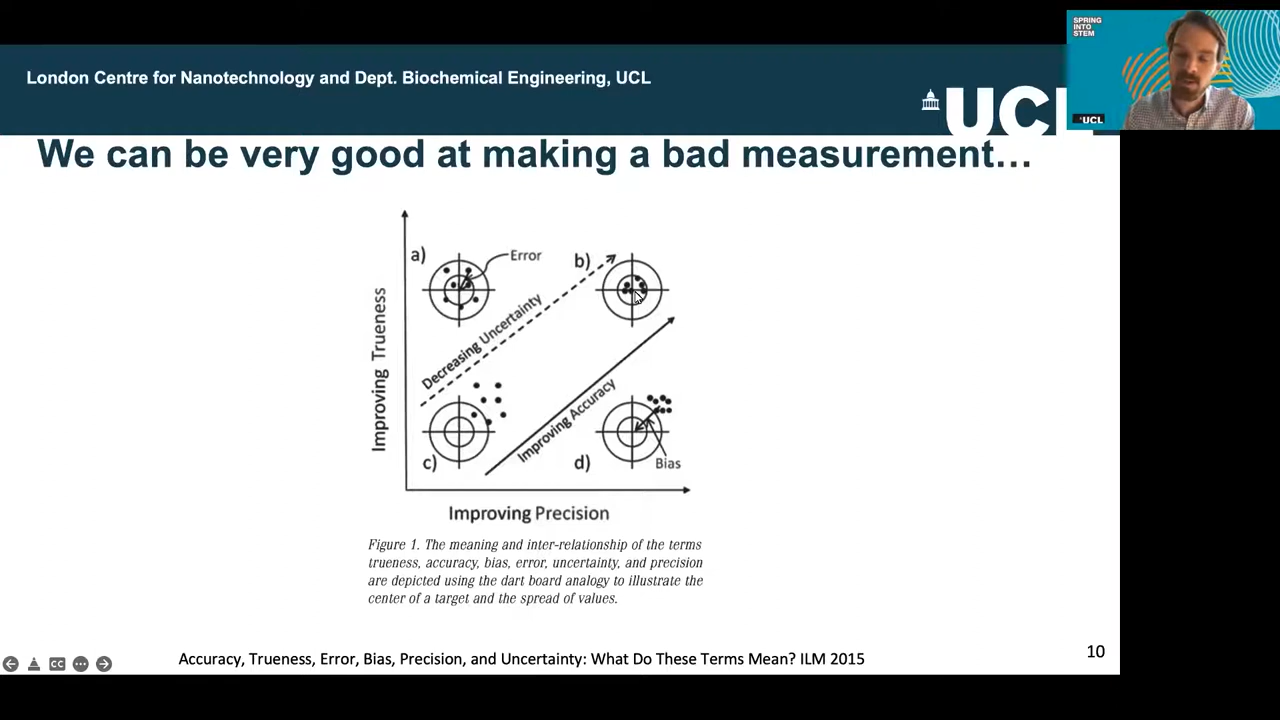 SPRING
INTO
STEM
UCL
London Centre for Nanotechnology and Dept. Biochemical Engineering, UCL
UCL
We can be very good at making a bad measurement…
a)
Error
b)
Improving Trueness
Decreasing Uncertainty
Improving Accuracy
c)
d)
Bias
Improving Precision
Figure 1. The meaning and inter-relationship of the terms
trueness, accuracy, bias, error, uncertainty, and precision
are depicted using the dart board analogy to illustrate the
center of a target and the spread of values.
CC
Accuracy, Trueness, Error, Bias, Precision, and Uncertainty: What Do These Terms Mean? ILM 2015
10